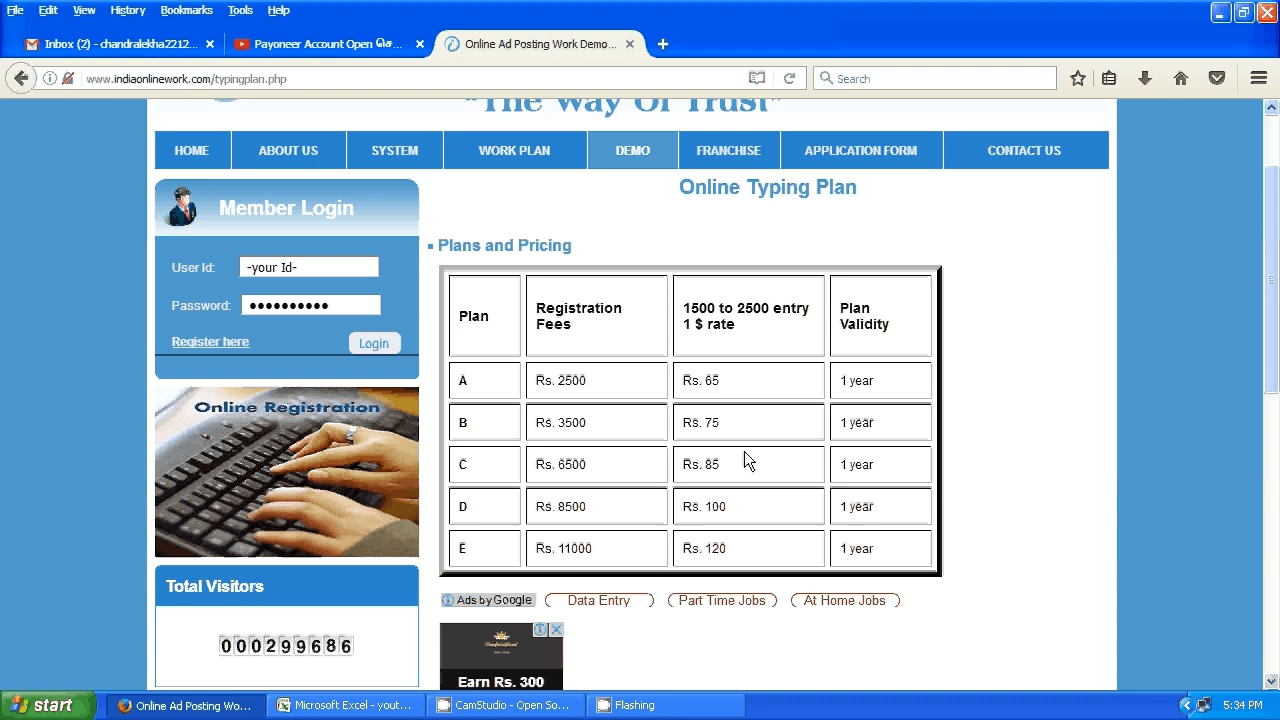 File Edit View History Bookmarks Tools Help
Inbox (2) - chandralekha2212... Payoneer Account Open செ... Online Ad Posting Work Demo...
www.indiaonlinework.com/typingplan.php Search
"The Way Of Trust"
HOME ABOUT US SYSTEM WORK PLAN DEMO FRANCHISE APPLICATION FORM CONTACT US
Member Login
User Id: -your Id-
Password: ••••••••••
Register here Login
Online Registration
Total Visitors
000299686
Online Typing Plan
Plans and Pricing
Plan Registration Fees 1500 to 2500 entry 1 $ rate Plan Validity
A Rs. 2500 Rs. 65 1 year
B Rs. 3500 Rs. 75 1 year
C Rs. 6500 Rs. 85 1 year
D Rs. 8500 Rs. 100 1 year
E Rs. 11000 Rs. 120 1 year
Ads by Google Data Entry Part Time Jobs At Home Jobs
Earn Rs. 300
start Online Ad Posting Wo... Microsoft Excel - yout... CamStudio - Open So... Flashing 5:34 PM